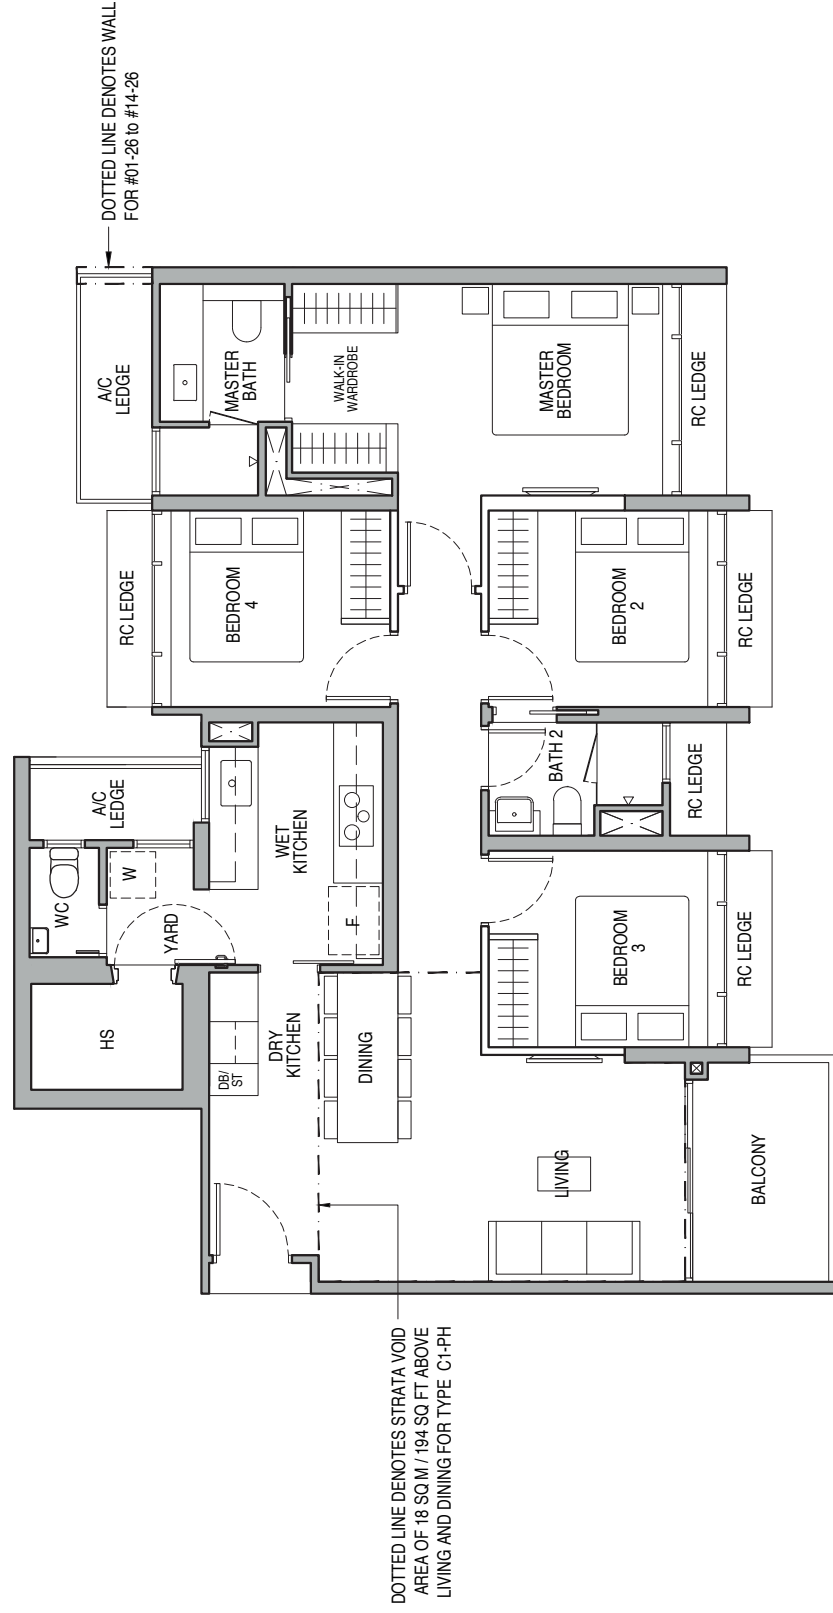 DOTTED LINE DENOTES WALL
FOR #01-26 to #14-26
A/C
LEDGE
MASTER
BATH
WALK-IN
WARDROBE
MASTER
BEDROOM
RC LEDGE
RC LEDGE
BEDROOM
4
BEDROOM
2
RC LEDGE
A/C
LEDGE
WET
KITCHEN
BATH 2
RC LEDGE
WC
W
YARD
F
BEDROOM
3
RC LEDGE
HS
DB/
ST
DRY
KITCHEN
DINING
LIVING
BALCONY
DOTTED LINE DENOTES STRATA VOID
AREA OF 18 SQ M / 194 SQ FT ABOVE
LIVING AND DINING FOR TYPE C1-PH